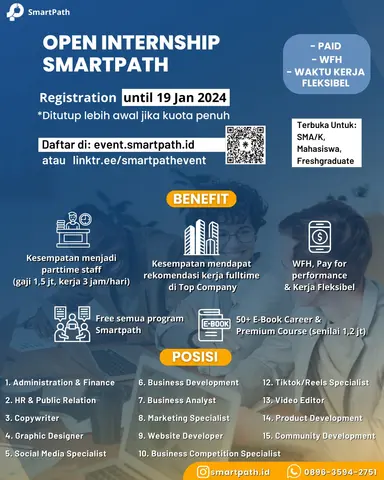 SmartPath
OPEN INTERNSHIP
SMARTPATH
- PAID
- WFH
- WAKTU KERJA
FLEKSIBEL
Registration until 19 Jan 2024
*Ditutup lebih awal jika kuota penuh
Daftar di: event.smartpath.id
atau linktr.ee/smartpathevent
Terbuka Untuk:
SMA/K,
Mahasiswa,
Freshgraduate
BENEFIT
Kesempatan menjadi
parttime staff
(gaji 1,5 jt, kerja 3 jam/hari)
Kesempatan mendapat
rekomendasi kerja fulltime
di Top Company
WFH, Pay for
performance
& Kerja Fleksibel
Free semua program
Smartpath
E-BOOK
50+ E-Book Career &
Premium Course (senilai 1,2 jt)
POSISI
1. Administration & Finance
2. HR & Public Relation
3. Copywriter
4. Graphic Designer
5. Social Media Specialist
6. Business Development
7. Business Analyst
8. Marketing Specialist
9. Website Developer
10. Business Competition Specialist
12. Tiktok/Reels Specialist
13. Video Editor
14. Product Development
15. Community Development
smartpath.id
0896-3594-2751